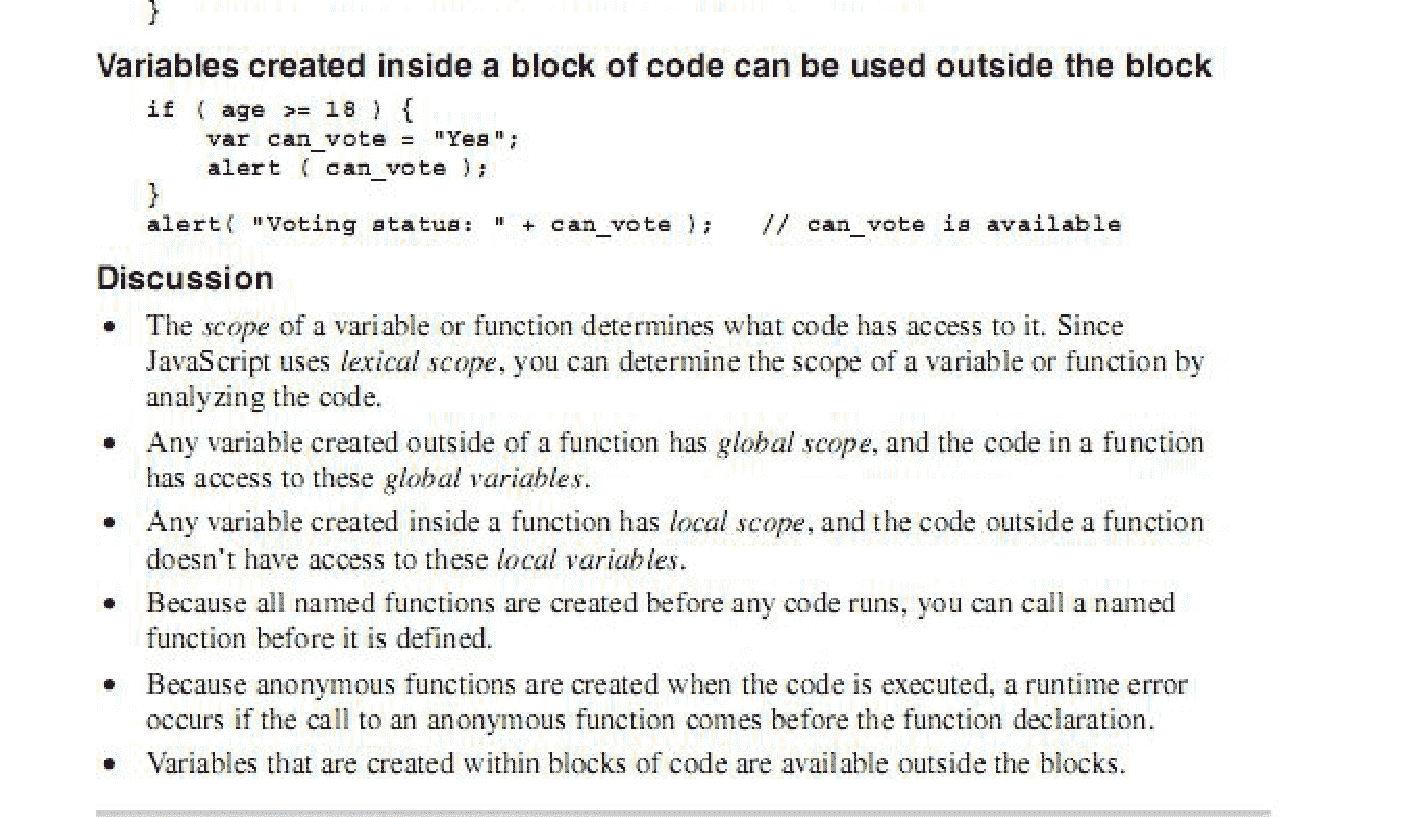 }
Variables created inside a block of code can be used outside the block
if ( age >= 18 ) {
    var can_vote = "Yes";
    alert ( can_vote );
}
alert( "Voting status: " + can_vote );   // can_vote is available
Discussion
• The scope of a variable or function determines what code has access to it. Since
JavaScript uses lexical scope, you can determine the scope of a variable or function by
analyzing the code.
• Any variable created outside of a function has global scope, and the code in a function
has access to these global variables.
• Any variable created inside a function has local scope, and the code outside a function
doesn't have access to these local variables.
• Because all named functions are created before any code runs, you can call a named
function before it is defined.
• Because anonymous functions are created when the code is executed, a runtime error
occurs if the call to an anonymous function comes before the function declaration.
• Variables that are created within blocks of code are available outside the blocks.